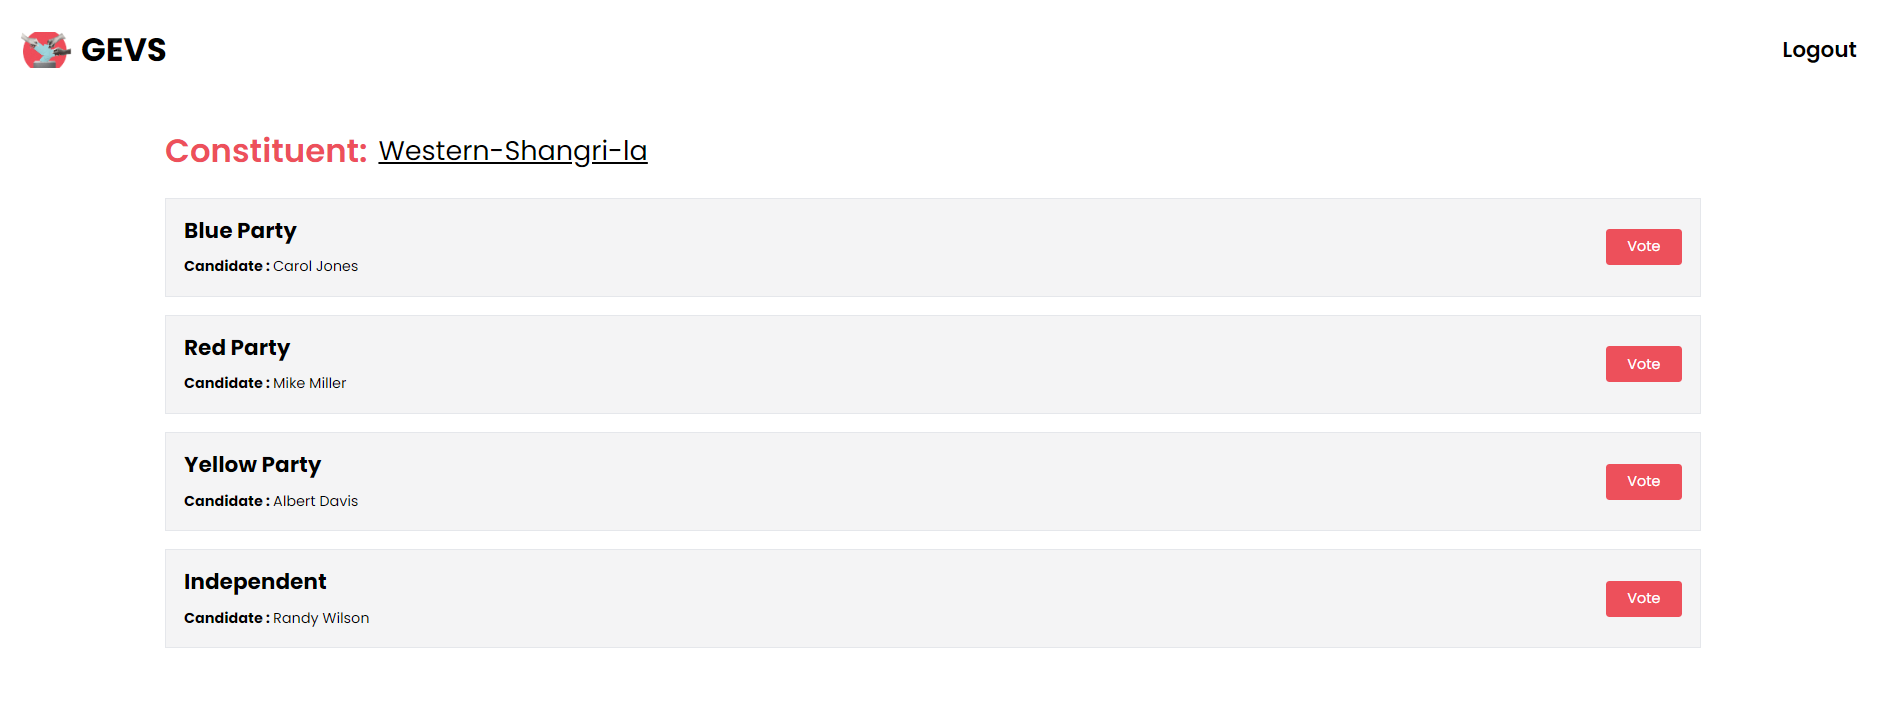 GEVS
Logout
Constituent: Western-Shangri-la
Blue Party
Candidate : Carol Jones
Vote
Red Party
Candidate : Mike Miller
Vote
Yellow Party
Candidate : Albert Davis
Vote
Independent
Candidate : Randy Wilson
Vote